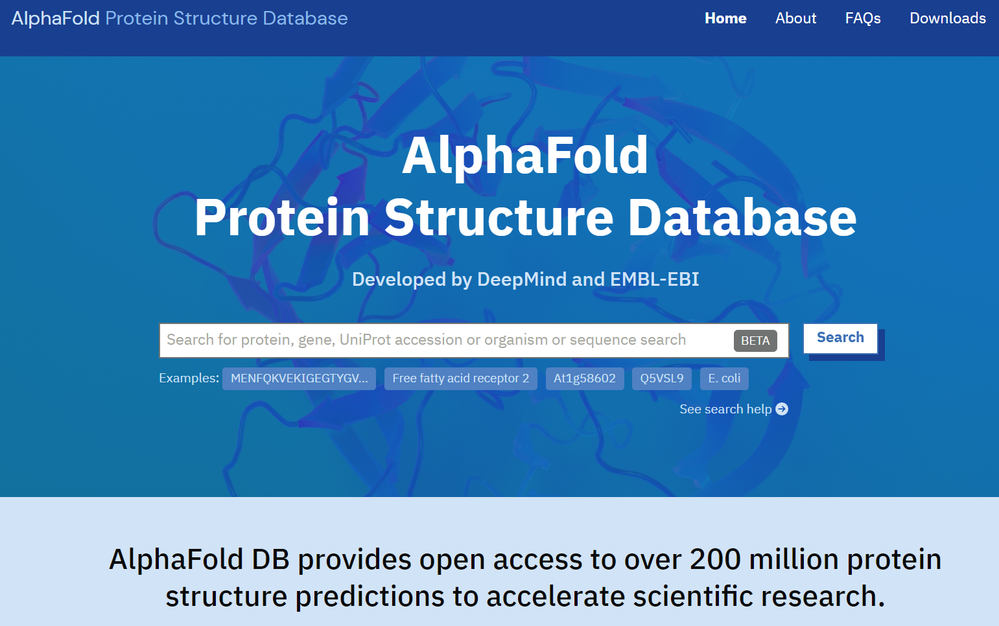 AlphaFold Protein Structure Database
Home About FAQs Downloads
AlphaFold
Protein Structure Database
Developed by DeepMind and EMBL-EBI
Search for protein, gene, UniProt accession or organism or sequence search BETA Search
Examples: MENFQKVEKIGEGTYGV... Free fatty acid receptor 2 At1g58602 Q5VSL9 E. coli
See search help
AlphaFold DB provides open access to over 200 million protein
structure predictions to accelerate scientific research.